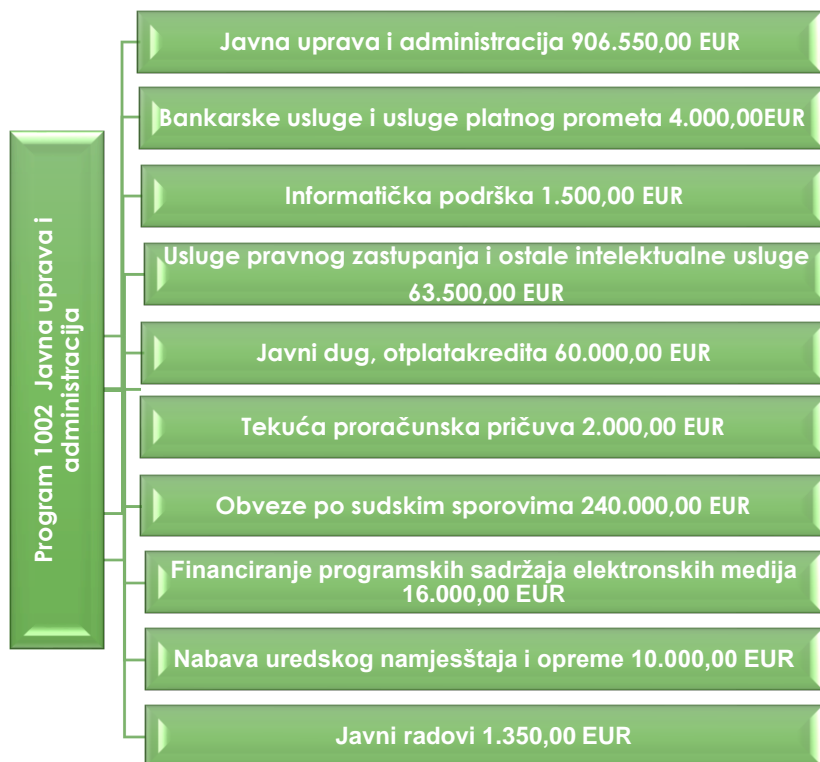 Program 1002 Javna uprava i
administracija
Javna uprava i administracija 906.550,00 EUR
Bankarske usluge i usluge platnog prometa 4.000,00EUR
Informatička podrška 1.500,00 EUR
Usluge pravnog zastupanja i ostale intelektualne usluge
63.500,00 EUR
Javni dug, otplatakredita 60.000,00 EUR
Tekuća proračunska pričuva 2.000,00 EUR
Obveze po sudskim sporovima 240.000,00 EUR
Financiranje programskih sadržaja elektronskih medija
16.000,00 EUR
Nabava uredskog namjesštaja i opreme 10.000,00 EUR
Javni radovi 1.350,00 EUR